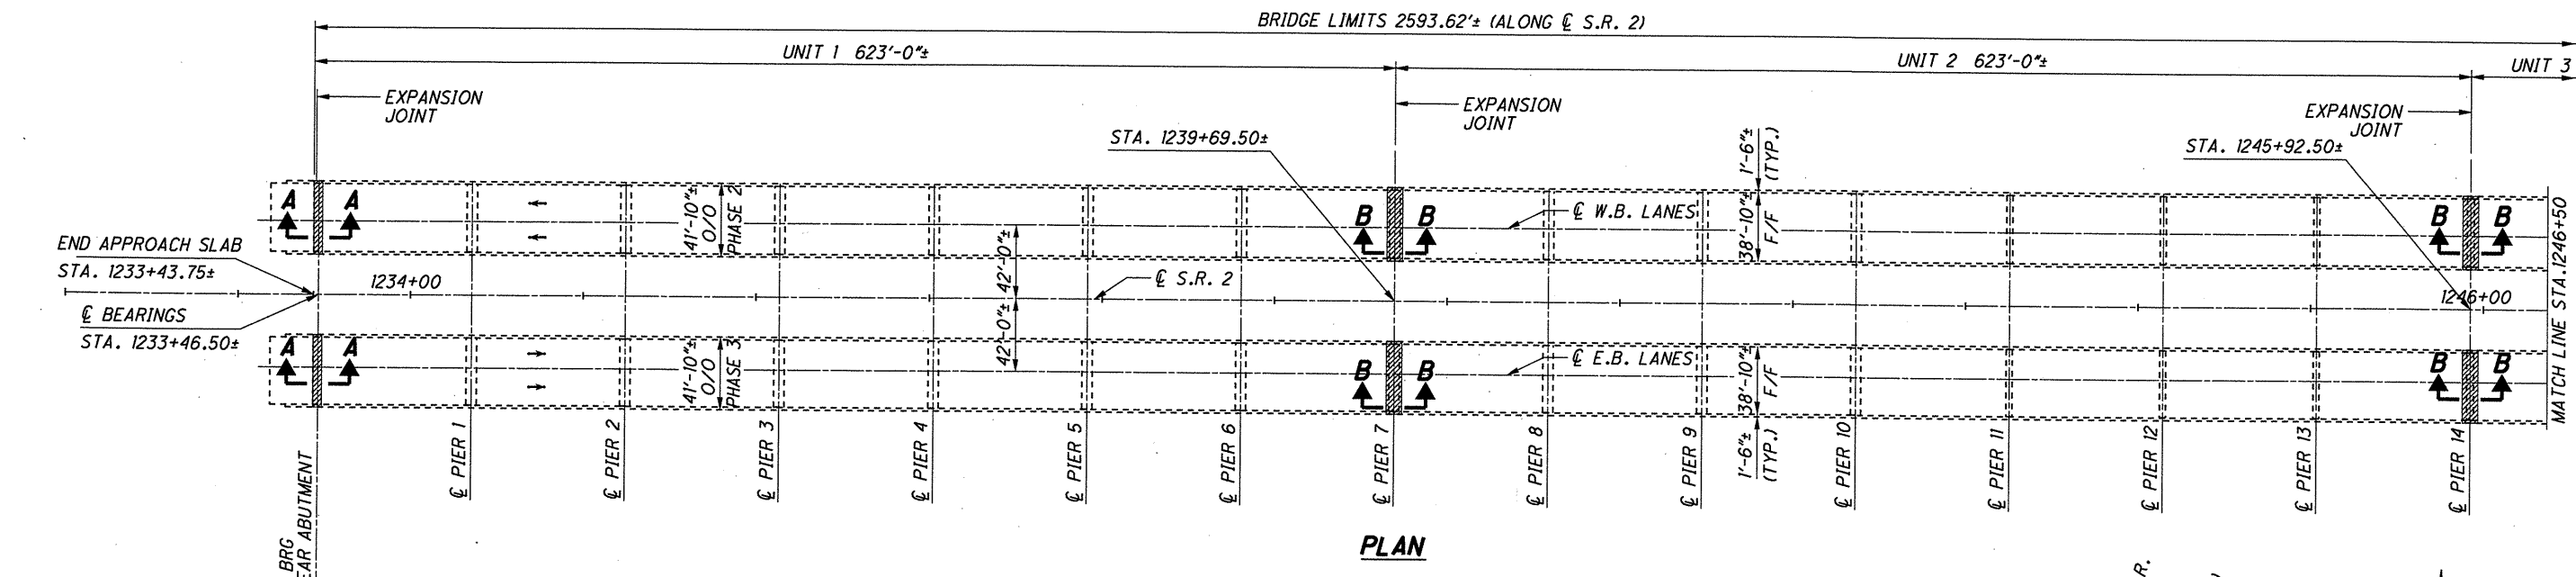 BRIDGE LIMITS 2593.62'± (ALONG ℄ S.R. 2)
UNIT 1 623'-0"±
UNIT 2 623'-0"±
UNIT 3
EXPANSION
JOINT
EXPANSION
JOINT
EXPANSION
JOINT
STA. 1239+69.50±
STA. 1245+92.50±
1'-6"±
(TYP.)
A A
41'-10"±
O/O
PHASE 2
B B
℄ W.B. LANES
38'-10"±
F/F
B B
END APPROACH SLAB
STA. 1233+43.75±
1234+00
42'-0"±
℄ S.R. 2
1246+00
℄ BEARINGS
STA. 1233+46.50±
42'-0"±
MATCH LINE STA.1246+50
A A
41'-10"±
O/O
PHASE 3
B B
℄ E.B. LANES
38'-10"±
F/F
B B
1'-6"±
(TYP.)
BRG
EAR ABUTMENT
℄ PIER 1
℄ PIER 2
℄ PIER 3
℄ PIER 4
℄ PIER 5
℄ PIER 6
℄ PIER 7
℄ PIER 8
℄ PIER 9
℄ PIER 10
℄ PIER 11
℄ PIER 12
℄ PIER 13
℄ PIER 14
PLAN
R.